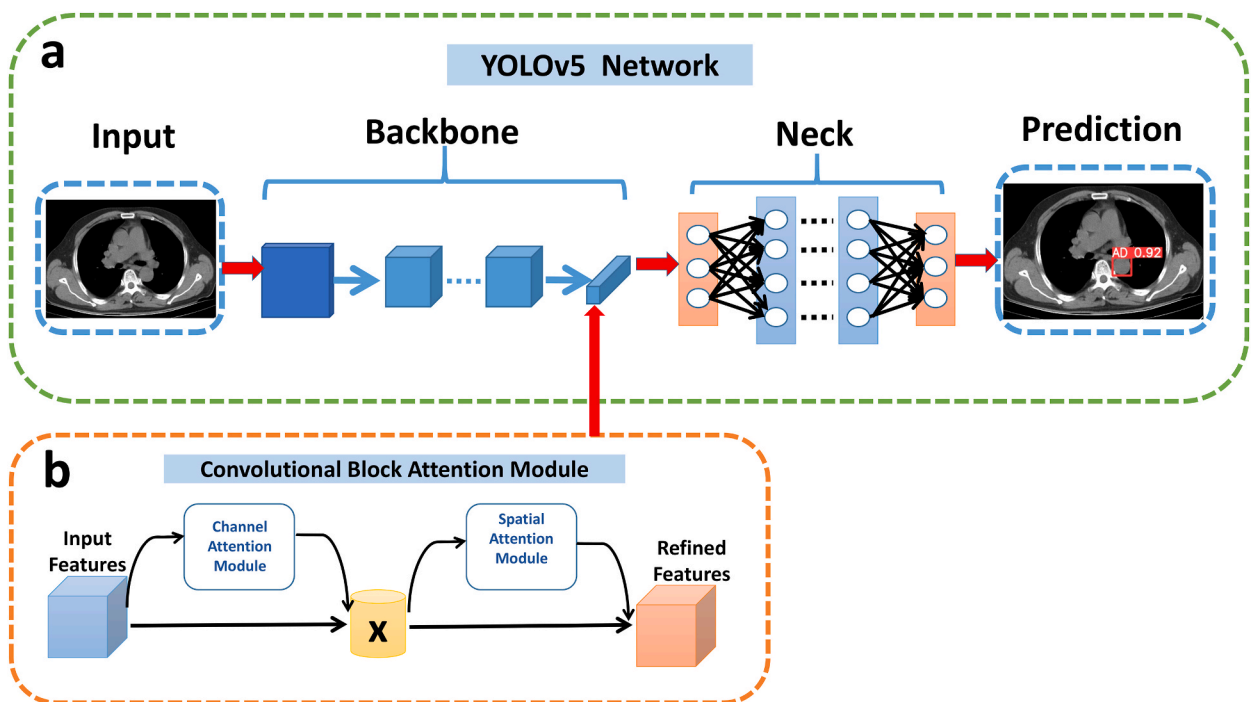 a
YOLOv5 Network
Input
Backbone
Neck
Prediction
AD 0.92
b
Convolutional Block Attention Module
Input
Features
Channel
Attention
Module
X
Spatial
Attention
Module
Refined
Features